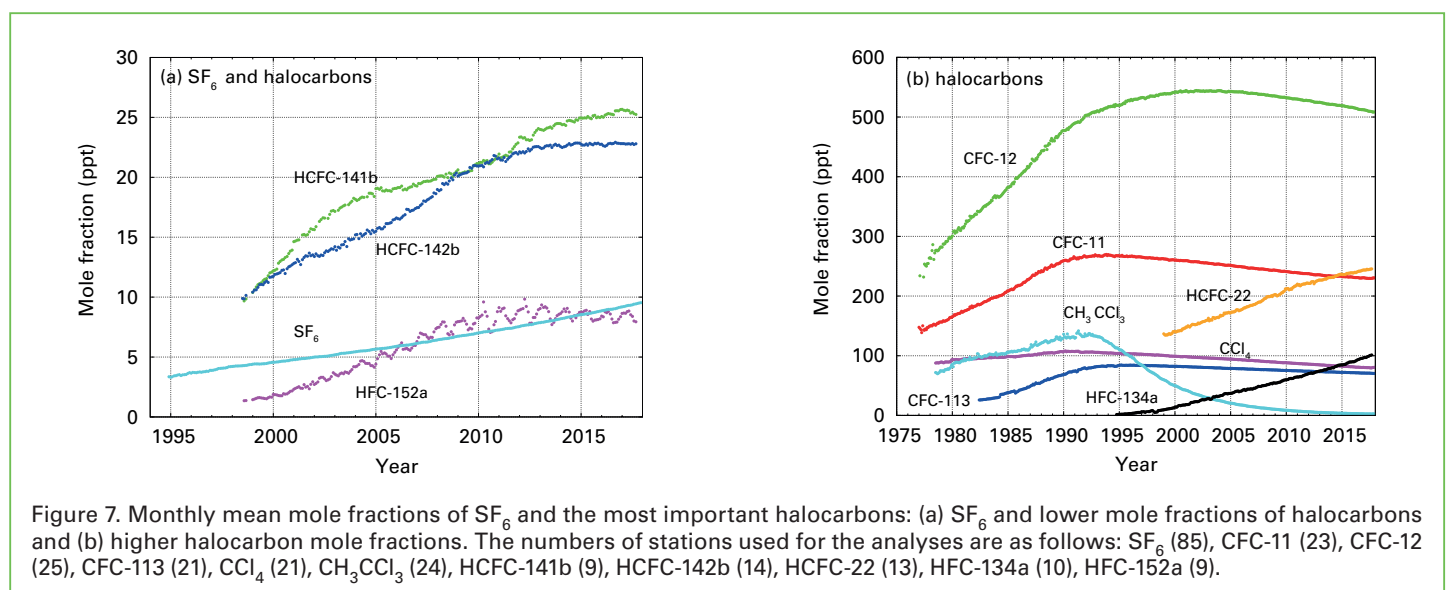 (a) SF6 and halocarbons
Mole fraction (ppt)
30
25
20
15
10
5
0
HCFC-141b
HCFC-142b
SF6
HFC-152a
1995 2000 2005 2010 2015
Year
(b) halocarbons
Mole fraction (ppt)
600
500
400
300
200
100
0
CFC-12
CFC-11
HCFC-22
CH3 CCl3
CCl4
CFC-113
HFC-134a
1975 1980 1985 1990 1995 2000 2005 2010 2015
Year
Figure 7. Monthly mean mole fractions of SF6 and the most important halocarbons: (a) SF6 and lower mole fractions of halocarbons
and (b) higher halocarbon mole fractions. The numbers of stations used for the analyses are as follows: SF6 (85), CFC-11 (23), CFC-12
(25), CFC-113 (21), CCl4 (21), CH3CCl3 (24), HCFC-141b (9), HCFC-142b (14), HCFC-22 (13), HFC-134a (10), HFC-152a (9).